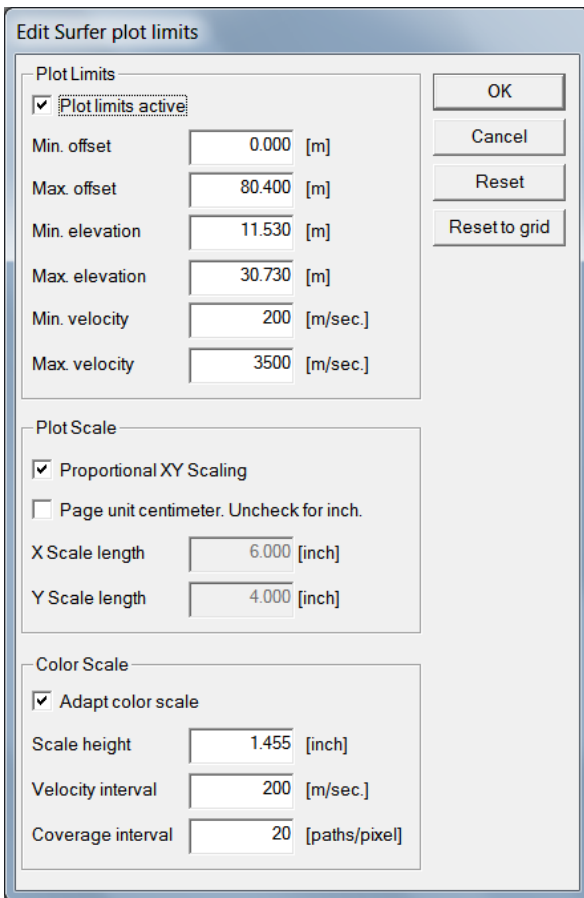 Edit Surfer plot limits
Plot Limits
Plot limits active
Min. offset 0.000 [m]
Max. offset 80.400 [m]
Min. elevation 11.530 [m]
Max. elevation 30.730 [m]
Min. velocity 200 [m/sec.]
Max. velocity 3500 [m/sec.]
OK
Cancel
Reset
Reset to grid
Plot Scale
Proportional XY Scaling
Page unit centimeter. Uncheck for inch.
X Scale length 6.000 [inch]
Y Scale length 4.000 [inch]
Color Scale
Adapt color scale
Scale height 1.455 [inch]
Velocity interval 200 [m/sec.]
Coverage interval 20 [paths/pixel]